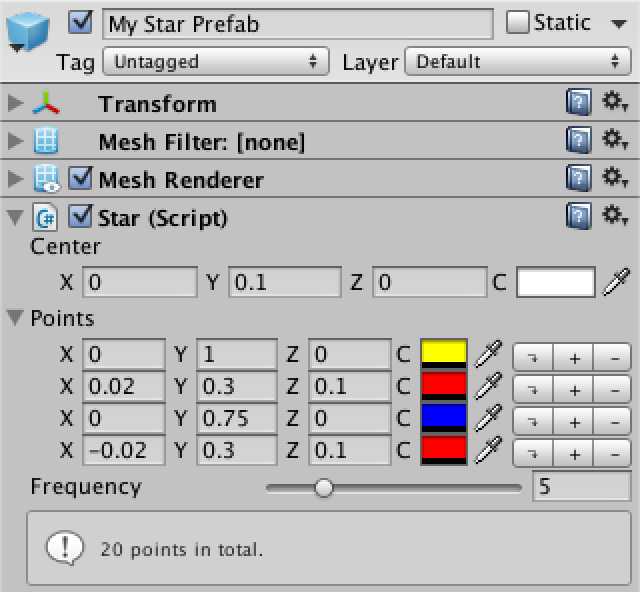 My Star Prefab Static
Tag Untagged Layer Default
Transform
Mesh Filter: [none]
Mesh Renderer
C# Star (Script)
Center
X 0 Y 0.1 Z 0 C
Points
X 0 Y 1 Z 0 C + -
X 0.02 Y 0.3 Z 0.1 C + -
X 0 Y 0.75 Z 0 C + -
X -0.02 Y 0.3 Z 0.1 C + -
Frequency 5
20 points in total.